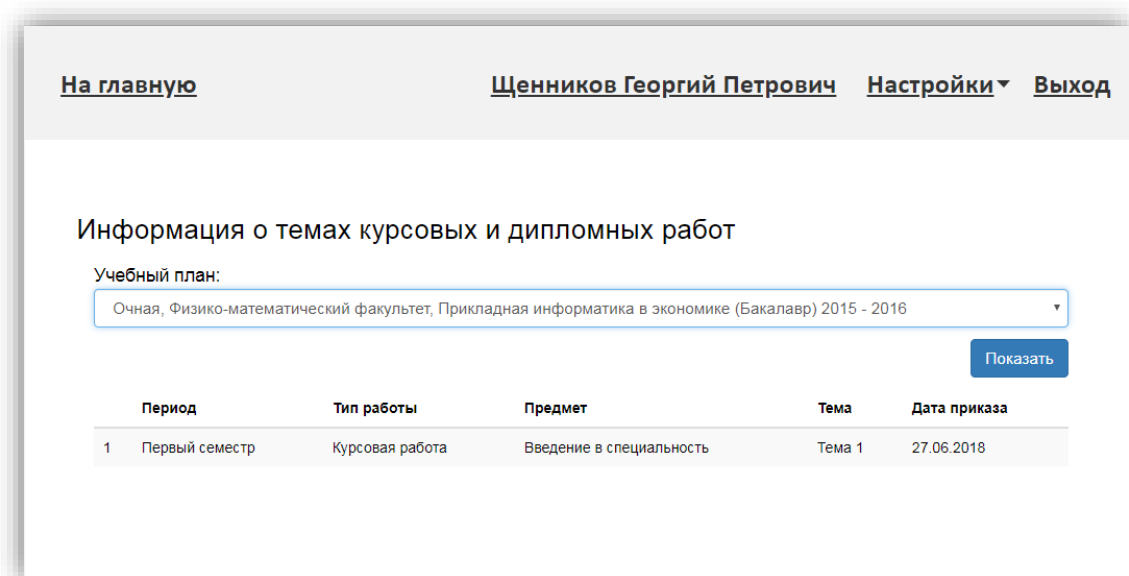 На главную Щенников Георгий Петрович Настройки Выход
Информация о темах курсовых и дипломных работ
Учебный план:
Очная, Физико-математический факультет, Прикладная информатика в экономике (Бакалавр) 2015 - 2016
Показать
Период Тип работы Предмет Тема Дата приказа
1 Первый семестр Курсовая работа Введение в специальность Тема 1 27.06.2018